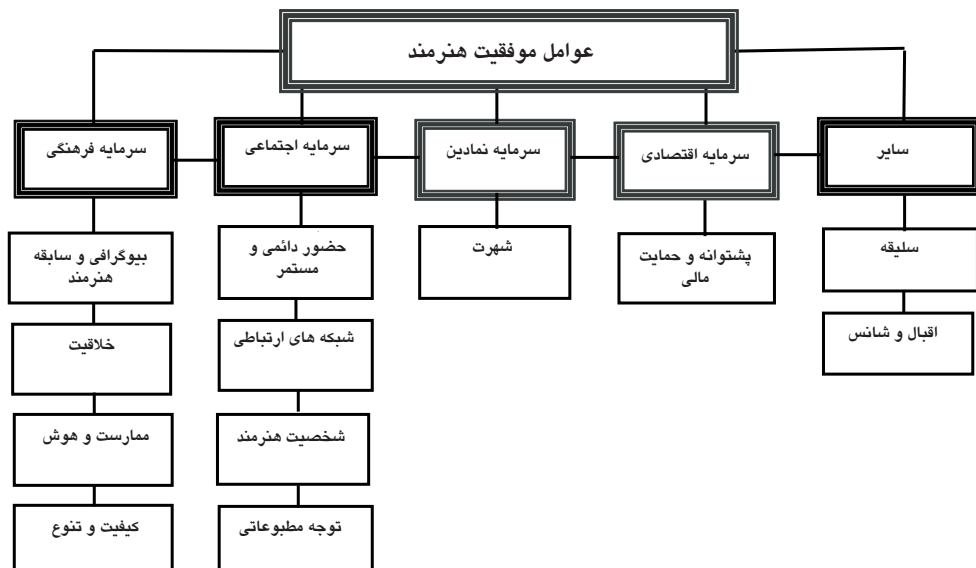 عوامل موفقیت هنرمند
سایر
سرمایه اقتصادی
سرمایه نمادین
سرمایه اجتماعی
سرمایه فرهنگی
سلیقه
اقبال و شانس
پشتوانه و حمایت
مالی
شهرت
حضور دائمی و
مستمر
شبکه های ارتباطی
شخصیت هنرمند
توجه مطبوعاتی
بیوگرافی و سابقه
هنرمند
خلاقیت
ممارست و هوش
کیفیت و تنوع